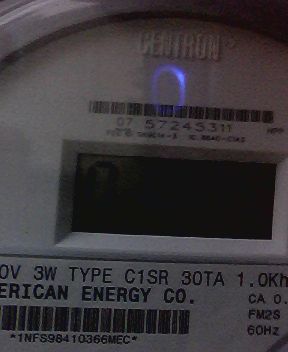 CENTRON
07 57245311
0V 3W TYPE C1SR 30TA 1.0Kh
ERICAN ENERGY CO.
CA 0.
FM2S
60Hz
*1NFS98410366MEC*